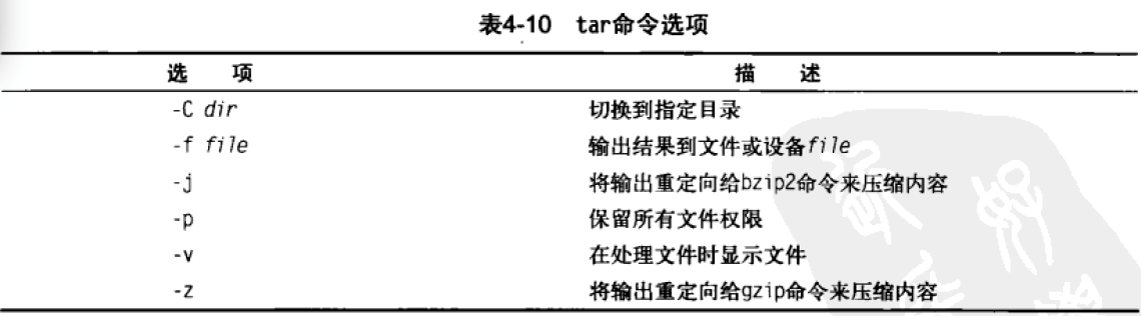 表4-10 tar命令选项
选 项 描 述
-C dir 切换到指定目录
-f file 输出结果到文件或设备file
-j 将输出重定向给bzip2命令来压缩内容
-p 保留所有文件权限
-v 在处理文件时显示文件
-z 将输出重定向给gzip命令来压缩内容